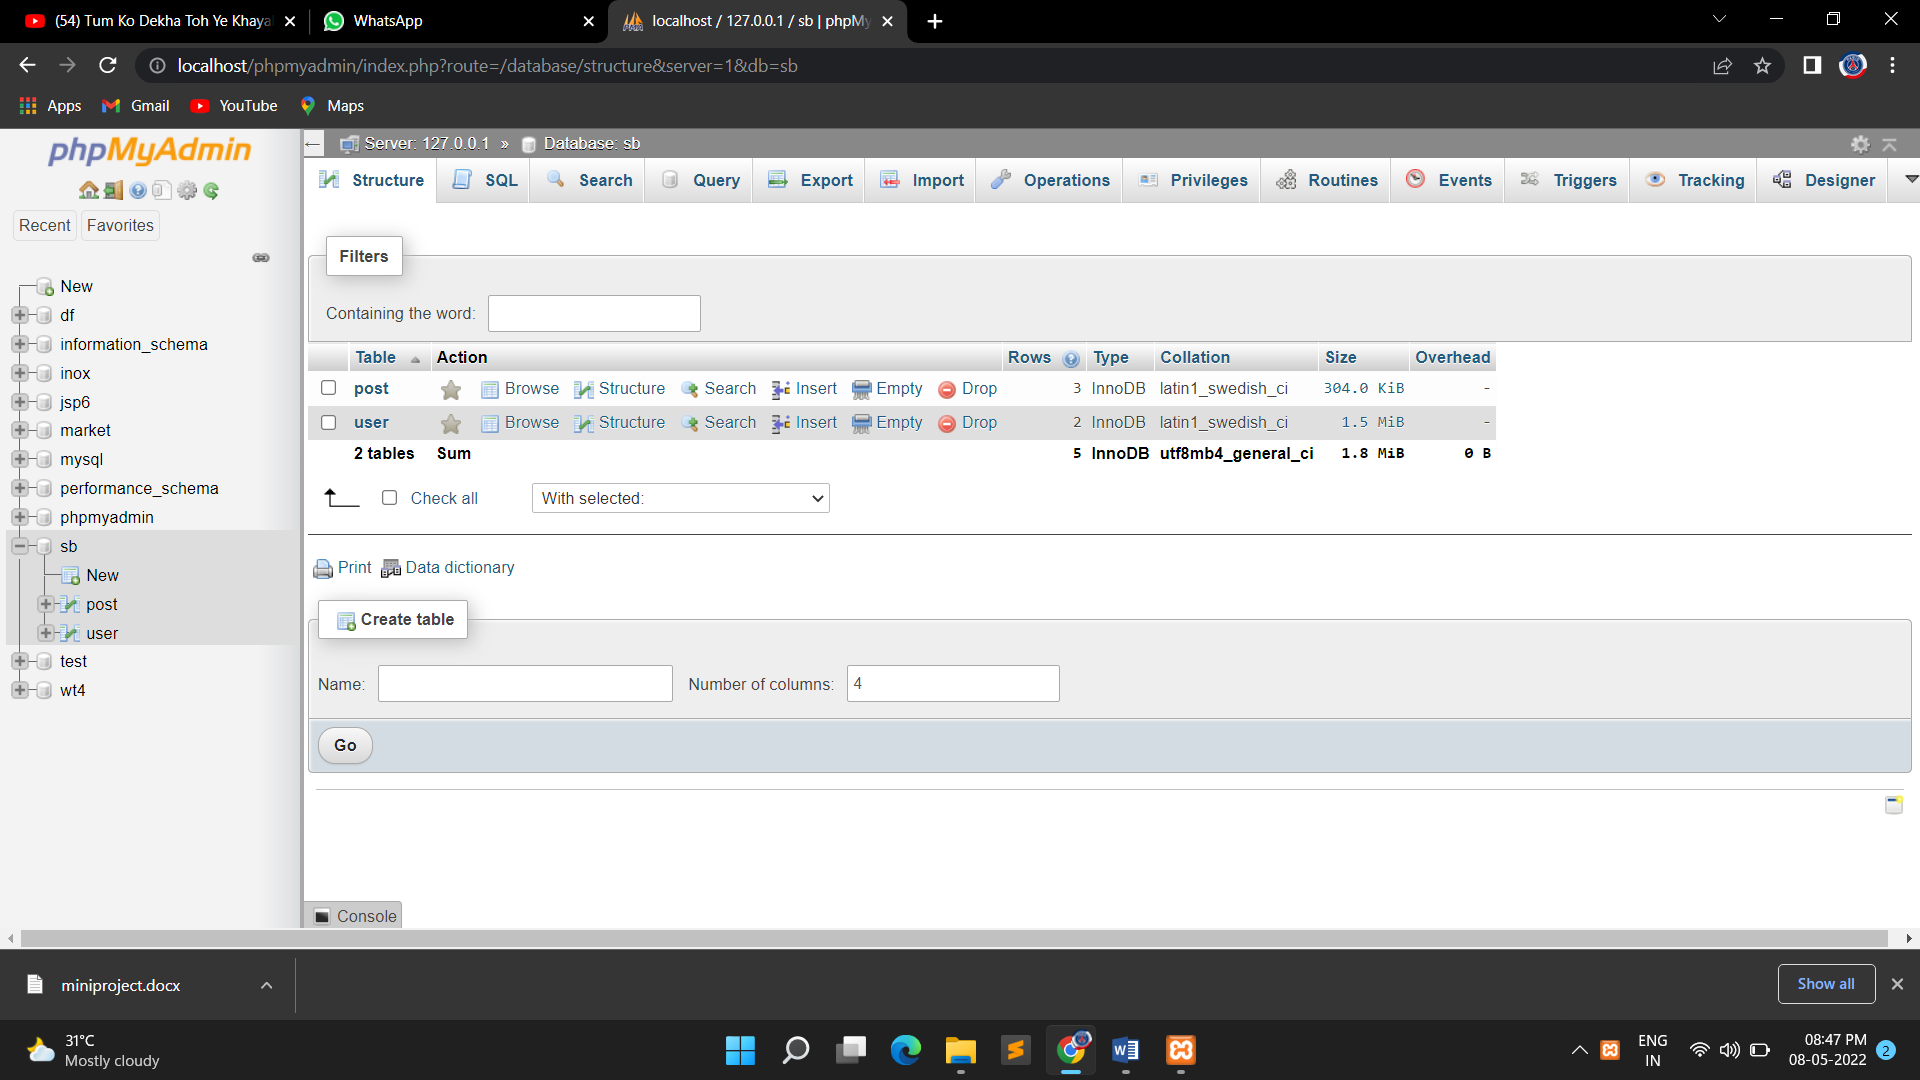 (54) Tum Ko Dekha Toh Ye Khaya
WhatsApp
localhost / 127.0.0.1 / sb | phpMy
localhost/phpmyadmin/index.php?route=/database/structure&server=1&db=sb
Apps Gmail YouTube Maps
phpMyAdmin
Recent Favorites
New
df
information_schema
inox
jsp6
market
mysql
performance_schema
phpmyadmin
sb
New
post
user
test
wt4
Server: 127.0.0.1 » Database: sb
Structure SQL Search Query Export Import Operations Privileges Routines Events Triggers Tracking Designer
Filters
Containing the word:
Table Action Rows Type Collation Size Overhead
post Browse Structure Search Insert Empty Drop 3 InnoDB latin1_swedish_ci 304.0 KiB -
user Browse Structure Search Insert Empty Drop 2 InnoDB latin1_swedish_ci 1.5 MiB -
2 tables Sum 5 InnoDB utf8mb4_general_ci 1.8 MiB 0 B
Check all With selected:
Print Data dictionary
Create table
Name: Number of columns: 4
Go
Console
miniproject.docx
Show all
31°C
Mostly cloudy
ENG
IN
08:47 PM
08-05-2022
2